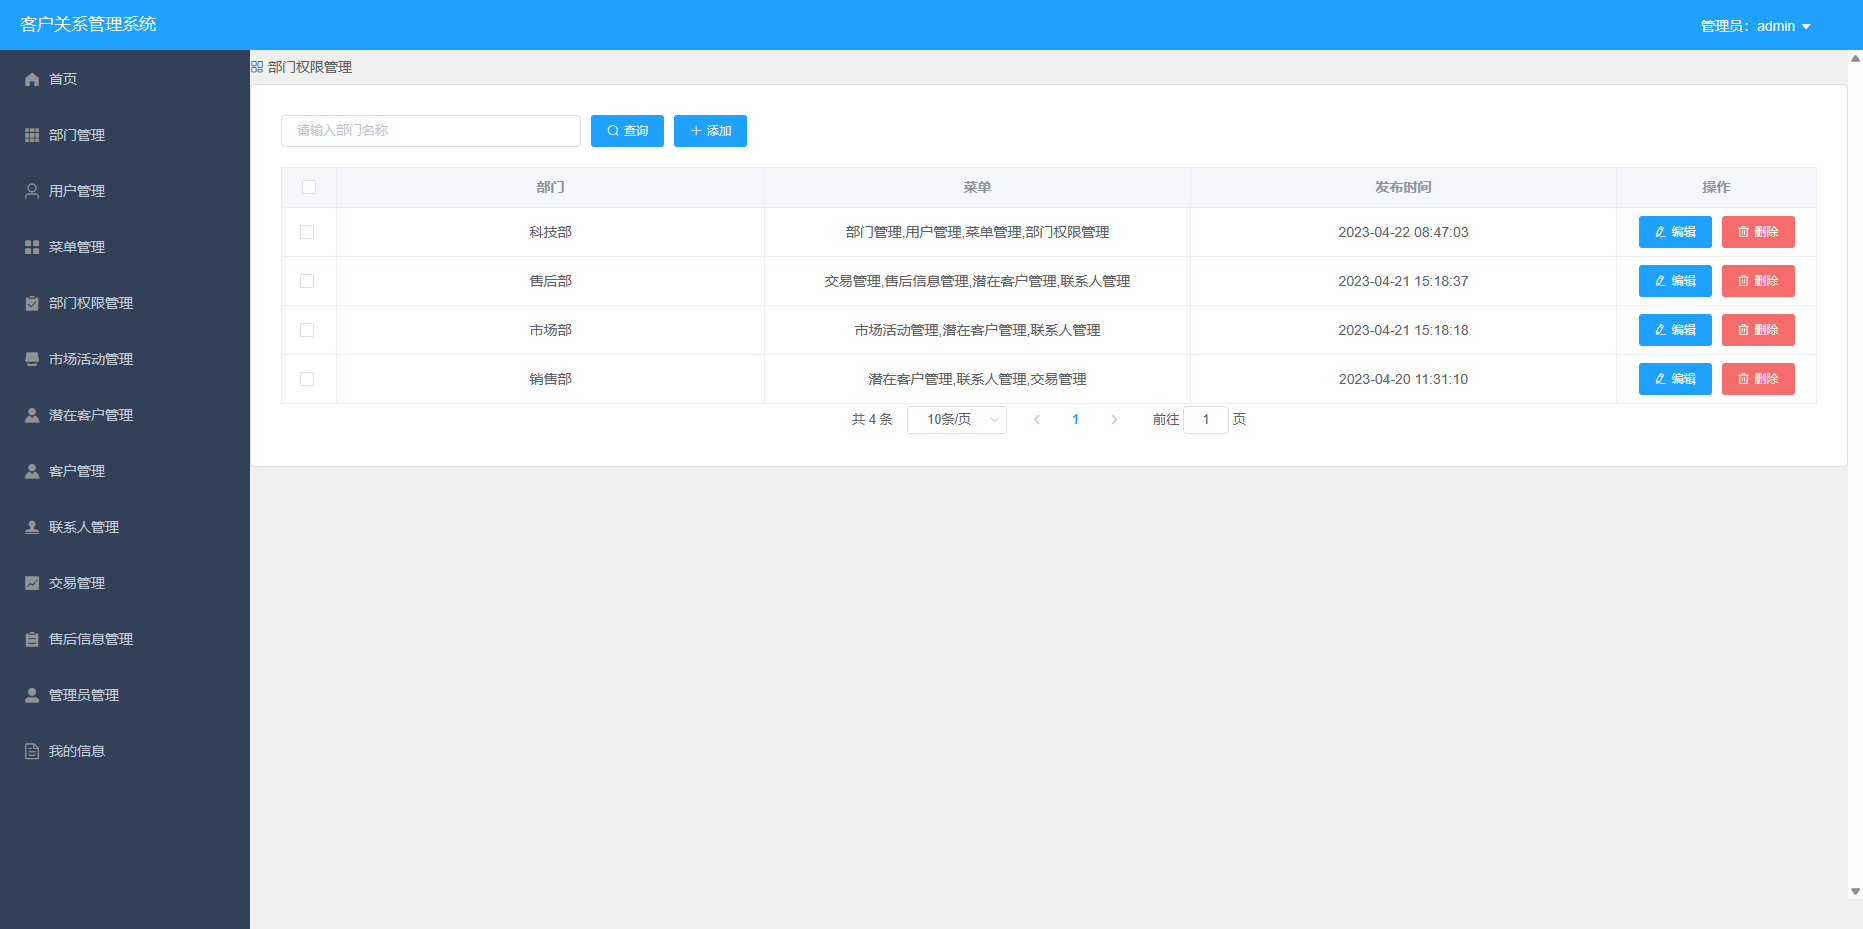 客户关系管理系统
管理员：admin
首页
部门管理
用户管理
菜单管理
部门权限管理
市场活动管理
潜在客户管理
客户管理
联系人管理
交易管理
售后信息管理
管理员管理
我的信息
部门权限管理
请输入部门名称 查询 添加
部门 菜单 发布时间 操作
科技部 部门管理,用户管理,菜单管理,部门权限管理 2023-04-22 08:47:03 编辑 删除
售后部 交易管理,售后信息管理,潜在客户管理,联系人管理 2023-04-21 15:18:37 编辑 删除
市场部 市场活动管理,潜在客户管理,联系人管理 2023-04-21 15:18:18 编辑 删除
销售部 潜在客户管理,联系人管理,交易管理 2023-04-20 11:31:10 编辑 删除
共 4 条 10条/页 1 前往 1 页